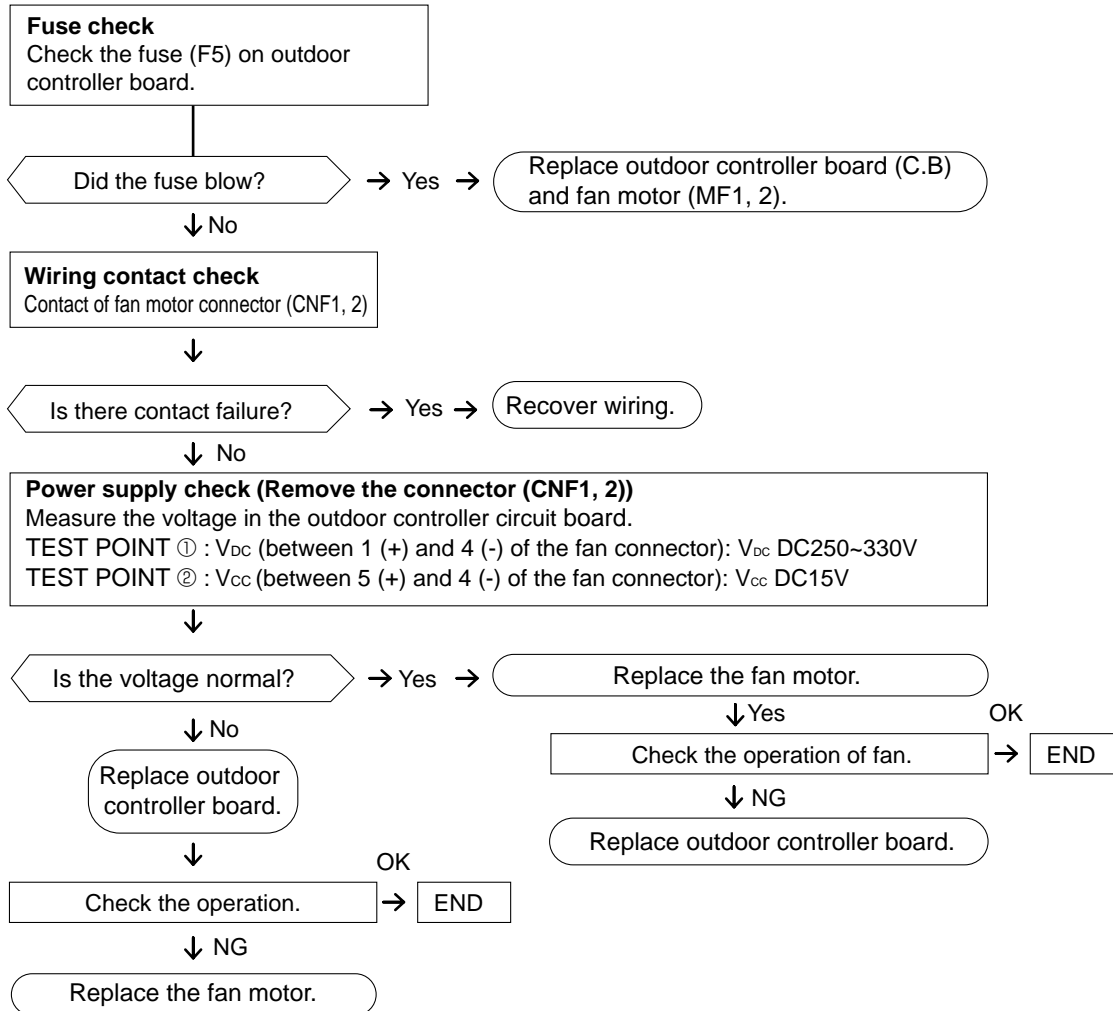 Fuse check
Check the fuse (F5) on outdoor
controller board.
Did the fuse blow?
Yes
Replace outdoor controller board (C.B)
and fan motor (MF1, 2).
No
Wiring contact check
Contact of fan motor connector (CNF1, 2)
Is there contact failure?
Yes
Recover wiring.
No
Power supply check (Remove the connector (CNF1, 2))
Measure the voltage in the outdoor controller circuit board.
TEST POINT ① : VDC (between 1 (+) and 4 (-) of the fan connector): VDC DC250~330V
TEST POINT ② : VCC (between 5 (+) and 4 (-) of the fan connector): Vcc DC15V
Is the voltage normal?
Yes
Replace the fan motor.
Yes
OK
Check the operation of fan.
END
NG
Replace outdoor controller board.
No
Replace outdoor
controller board.
OK
Check the operation.
END
NG
Replace the fan motor.